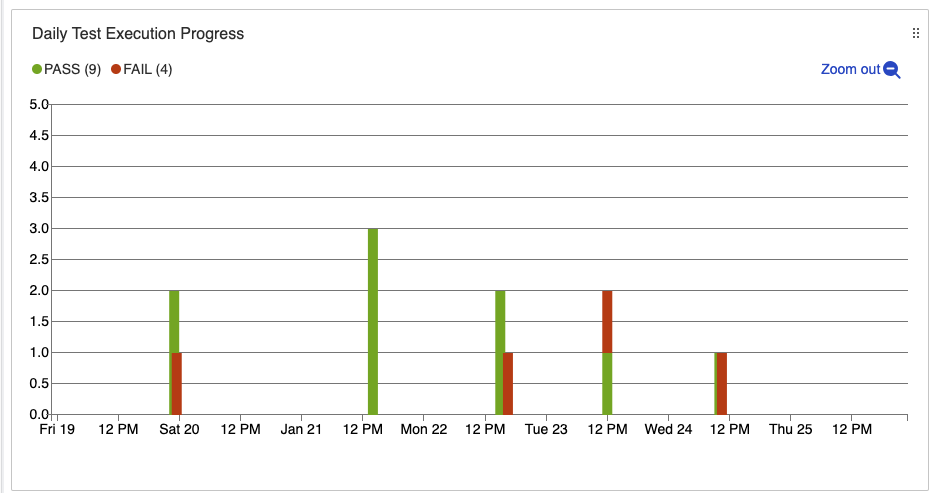 Daily Test Execution Progress
PASS (9) FAIL (4)
Zoom out
5.0
4.5
4.0
3.5
3.0
2.5
2.0
1.5
1.0
0.5
0.0
Fri 19 12 PM Sat 20 12 PM Jan 21 12 PM Mon 22 12 PM Tue 23 12 PM Wed 24 12 PM Thu 25 12 PM